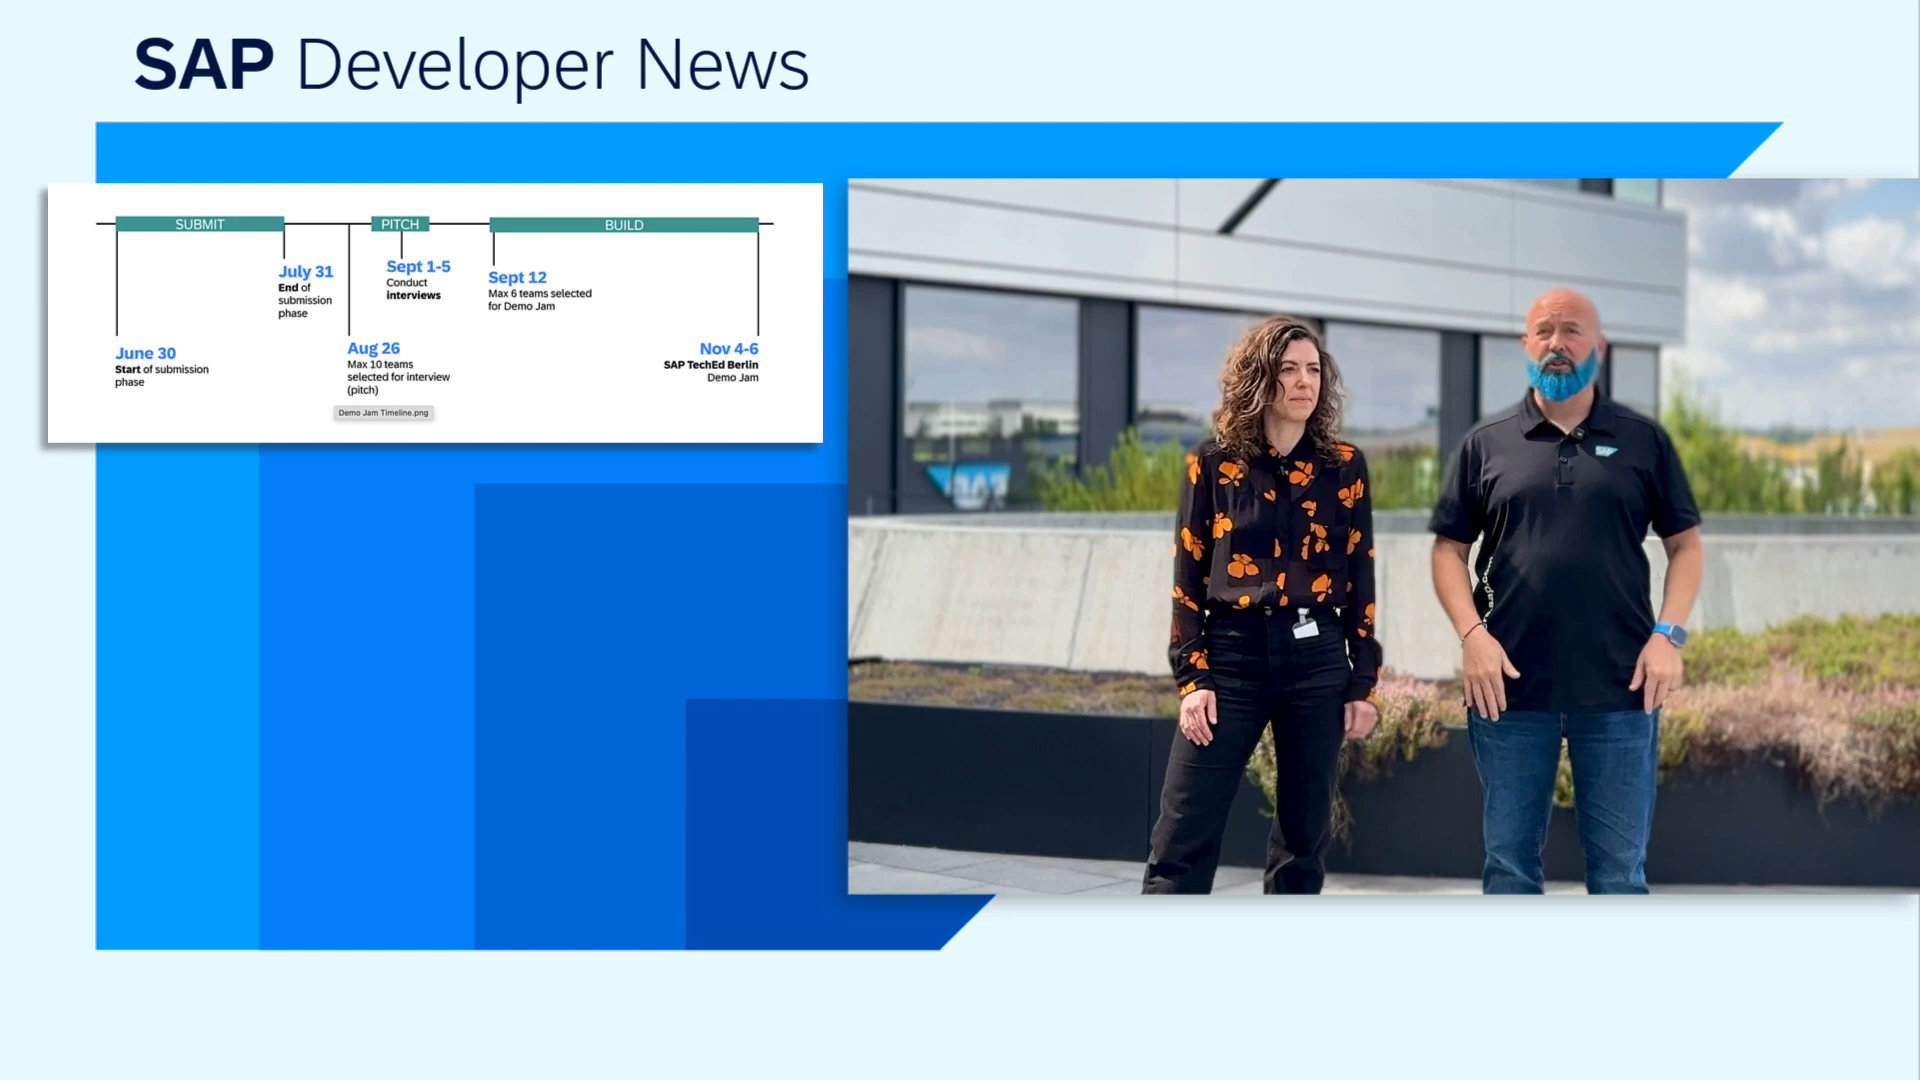 SAP Developer News
SUBMIT
PITCH
BUILD
July 31
End of
submission
phase
Sept 1-5
Conduct
interviews
Sept 12
Max 6 teams selected
for Demo Jam
June 30
Start of submission
phase
Aug 26
Max 10 teams
selected for interview
(pitch)
Nov 4-6
SAP TechEd Berlin
Demo Jam
Demo Jam Timeline.png
SAP
SAP